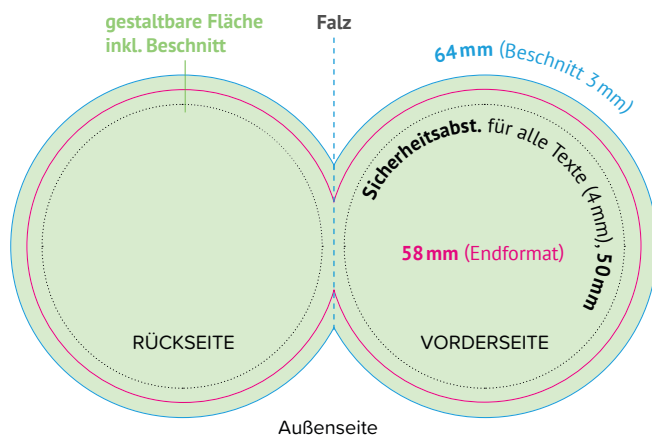 gestaltbare Fläche
inkl. Beschnitt
Falz
64 mm (Beschnitt 3 mm)
Sicherheitsabst. für alle Texte (4 mm), 50 mm
58 mm (Endformat)
RÜCKSEITE
VORDERSEITE
Außenseite